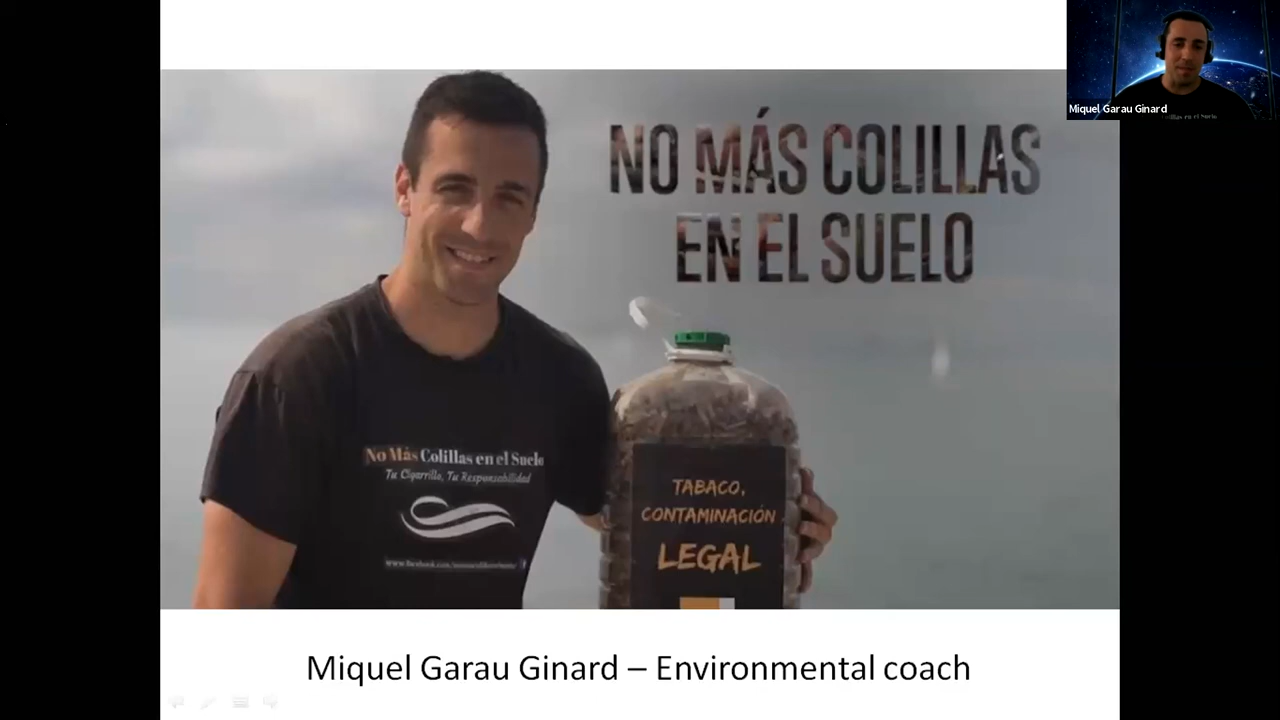 Miquel Garau Ginard
NO MÁS COLILLAS
EN EL SUELO
No Más Colillas en el Suelo
Tu Cigarrillo, Tu Responsabilidad
TABACO,
CONTAMINACIÓN
LEGAL
Miquel Garau Ginard – Environmental coach